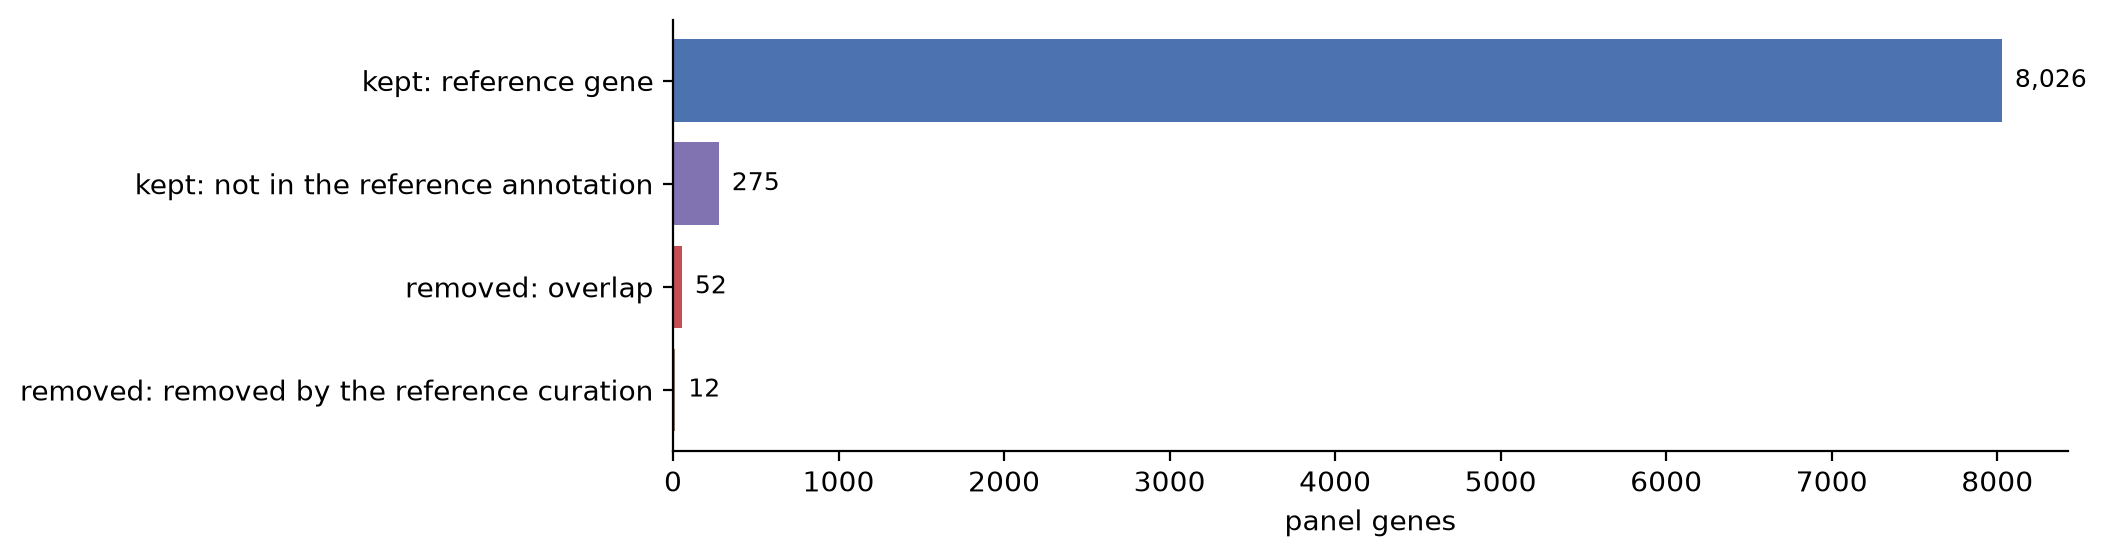 kept: reference gene
8,026
kept: not in the reference annotation
275
removed: overlap
52
removed: removed by the reference curation
12
0 1000 2000 3000 4000 5000 6000 7000 8000
panel genes